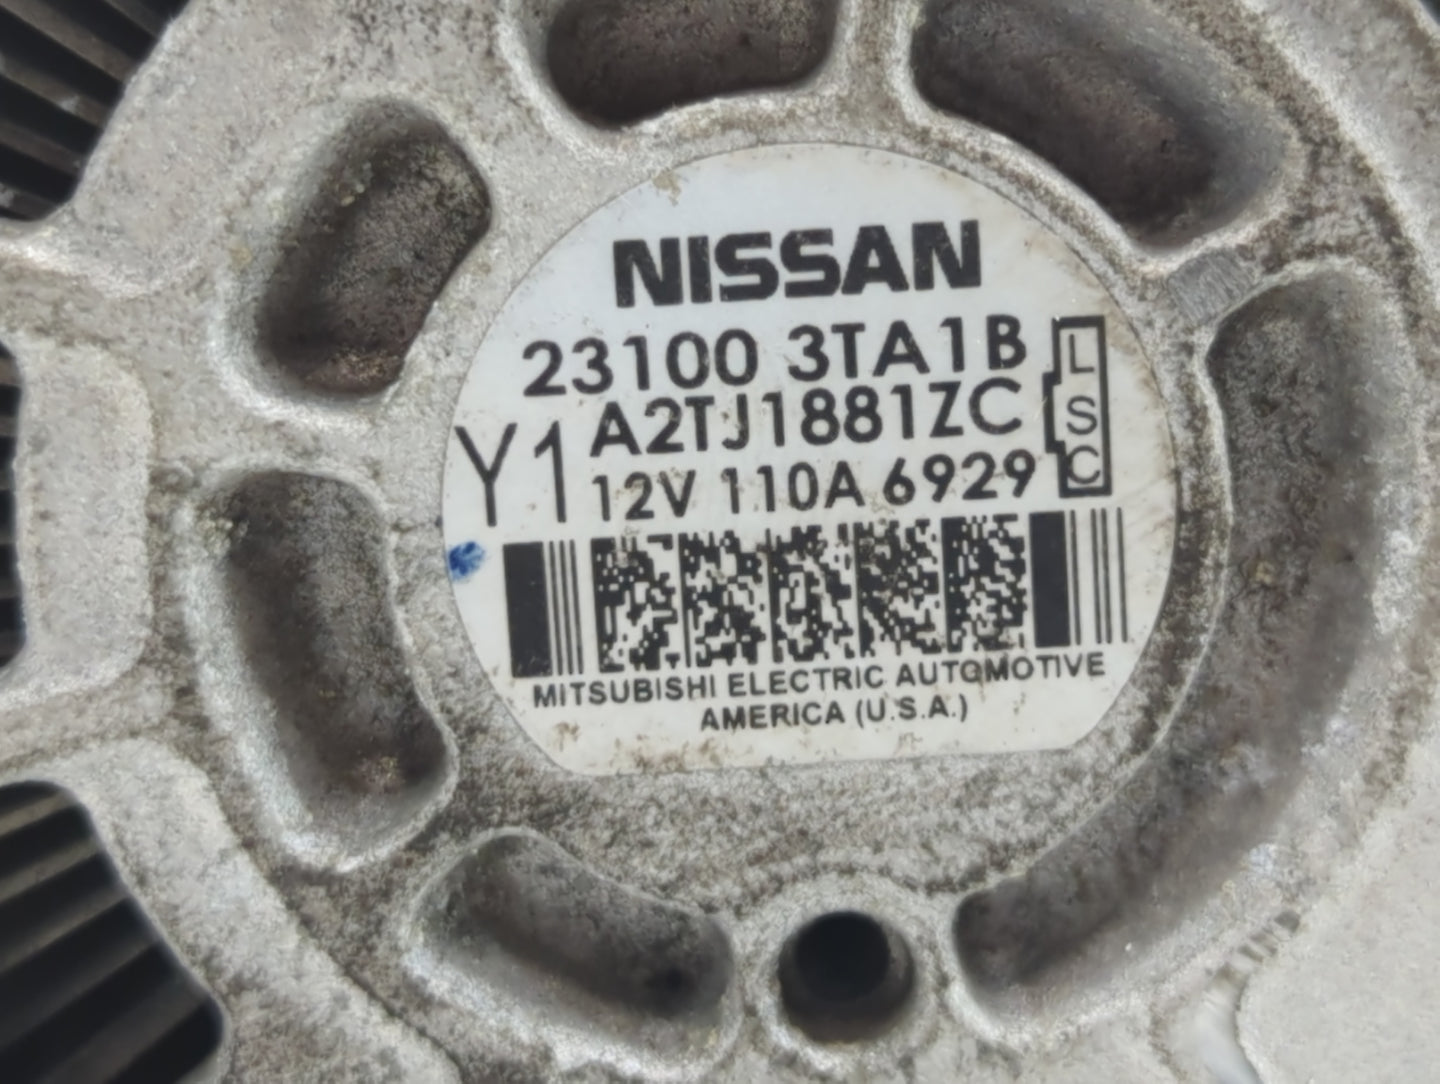 NISSAN
23100 3TA1B
Y1
A2TJ1881ZC
12V 110A 6929
L
S
C
MITSUBISHI ELECTRIC AUTOMOTIVE
AMERICA (U.S.A.)